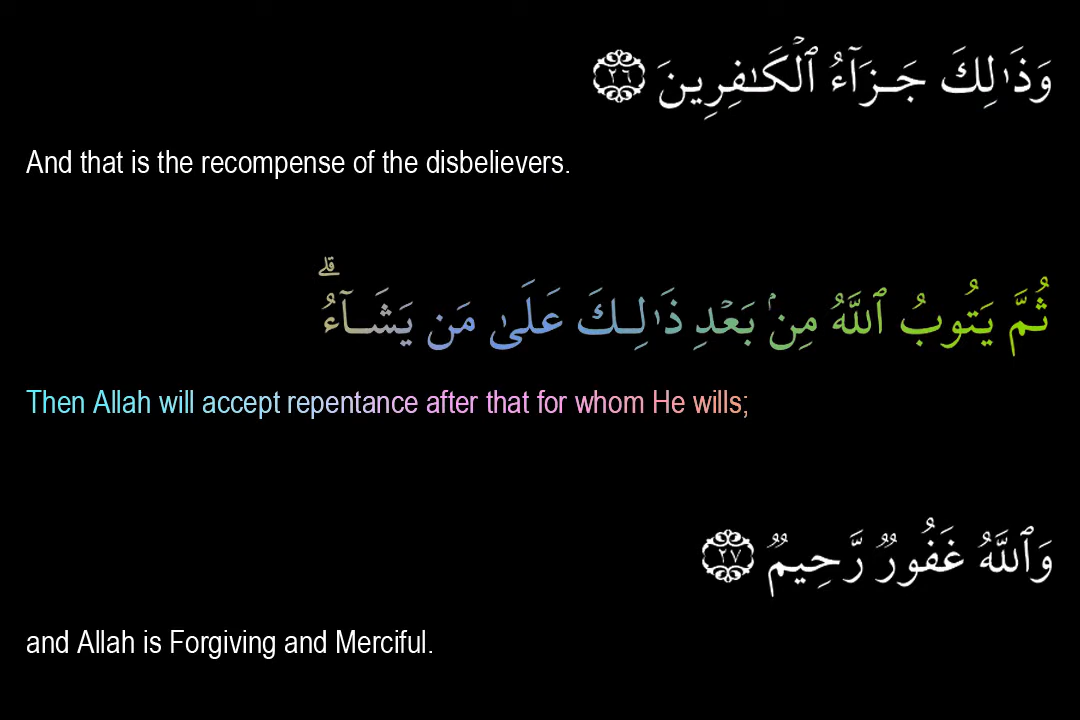 وَذَٰلِكَ جَزَآءُ ٱلْكَـٰفِرِينَ ٢٦
And that is the recompense of the disbelievers.
ثُمَّ يَتُوبُ ٱللَّهُ مِنۢ بَعْدِ ذَٰلِكَ عَلَىٰ مَن يَشَآءُ ۗ
Then Allah will accept repentance after that for whom He wills;
وَٱللَّهُ غَفُورٌ رَّحِيمٌ ٢٧
and Allah is Forgiving and Merciful.